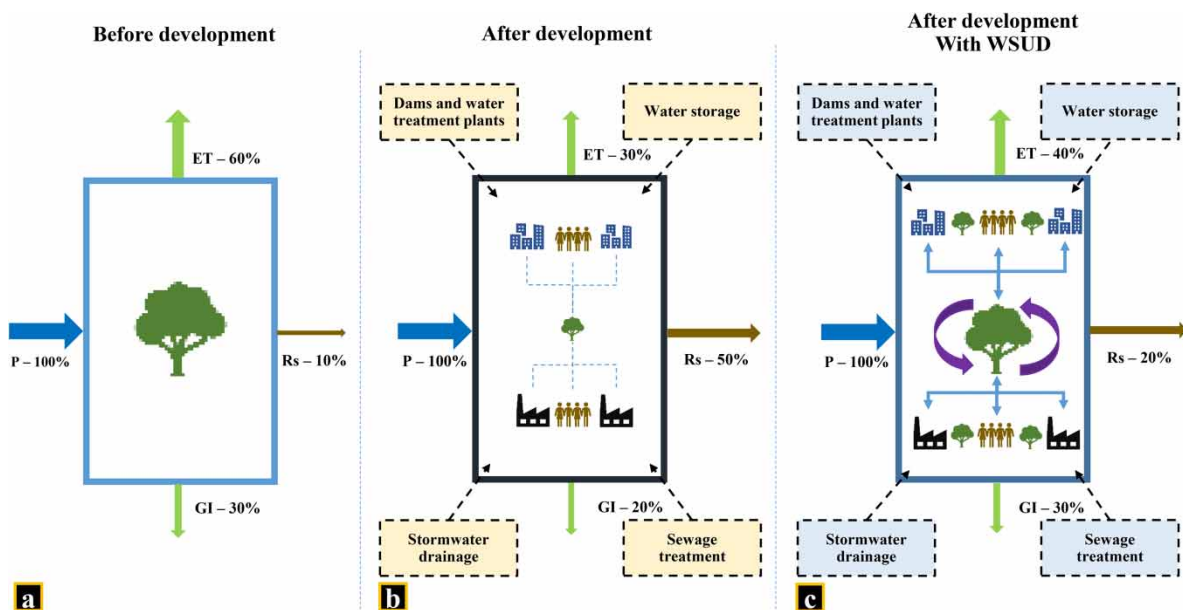 Before development
ET – 60%
P – 100%
Rs – 10%
GI – 30%
a
After development
Dams and water
treatment plants
Water storage
ET – 30%
P – 100%
Rs – 50%
GI – 20%
Stormwater
drainage
Sewage
treatment
b
After development
With WSUD
Dams and water
treatment plants
Water storage
ET – 40%
P – 100%
Rs – 20%
GI – 30%
Stormwater
drainage
Sewage
treatment
c